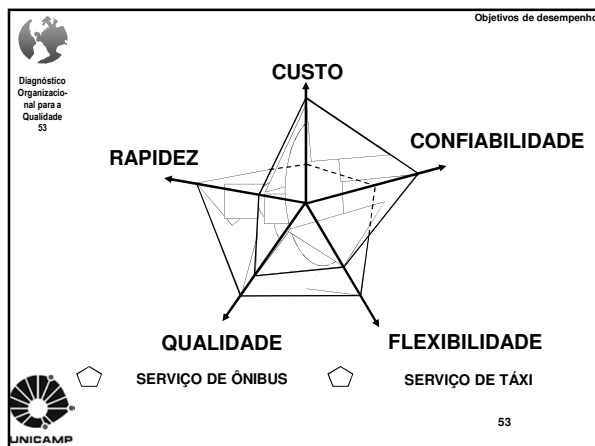 Objetivos de desempenho
Diagnóstico
Organizacio-
nal para a
Qualidade
53
CUSTO
CONFIABILIDADE
RAPIDEZ
QUALIDADE
FLEXIBILIDADE
SERVIÇO DE ÔNIBUS
SERVIÇO DE TÁXI
53
UNICAMP